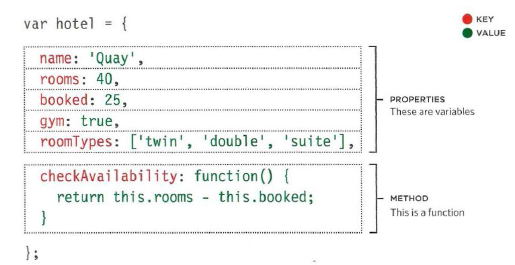 var hotel = {
KEY
VALUE
name: 'Quay',
rooms: 40,
booked: 25,
gym: true,
roomTypes: ['twin', 'double', 'suite'],
PROPERTIES
These are variables
checkAvailability: function() {
return this.rooms - this.booked;
}
METHOD
This is a function
};